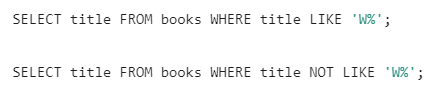 SELECT title FROM books WHERE title LIKE 'W%';
SELECT title FROM books WHERE title NOT LIKE 'W%';